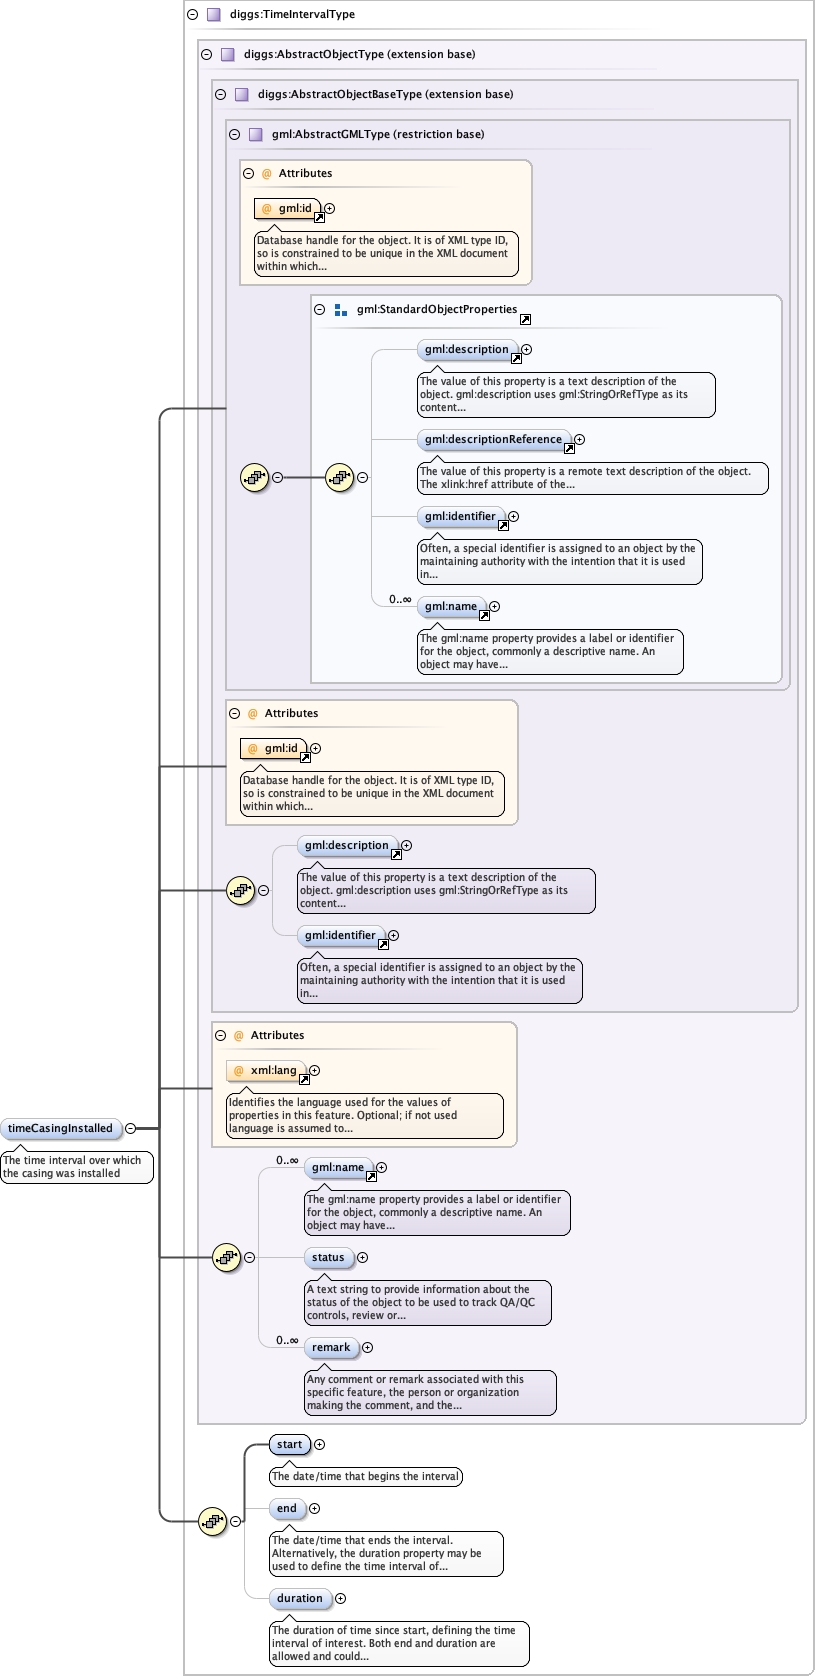 diggs:TimeIntervalType
diggs:AbstractObjectType (extension base)
diggs:AbstractObjectBaseType (extension base)
gml:AbstractGMLType (restriction base)
@ Attributes
@ gml:id
Database handle for the object. It is of XML type ID,
so is constrained to be unique in the XML document
within which...
gml:StandardObjectProperties
gml:description
The value of this property is a text description of the
object. gml:description uses gml:StringOrRefType as its
content...
gml:descriptionReference
The value of this property is a remote text description of the object.
The xlink:href attribute of the...
gml:identifier
Often, a special identifier is assigned to an object by the
maintaining authority with the intention that it is used
in...
0..∞
gml:name
The gml:name property provides a label or identifier
for the object, commonly a descriptive name. An
object may have...
@ Attributes
@ gml:id
Database handle for the object. It is of XML type ID,
so is constrained to be unique in the XML document
within which...
gml:description
The value of this property is a text description of the
object. gml:description uses gml:StringOrRefType as its
content...
gml:identifier
Often, a special identifier is assigned to an object by the
maintaining authority with the intention that it is used
in...
@ Attributes
@ xml:lang
Identifies the language used for the values of
properties in this feature. Optional; if not used
language is assumed to...
timeCasingInstalled
The time interval over which
the casing was installed
0..∞
gml:name
The gml:name property provides a label or identifier
for the object, commonly a descriptive name. An
object may have...
status
A text string to provide information about the
status of the object to be used to track QA/QC
controls, review or...
0..∞
remark
Any comment or remark associated with this
specific feature, the person or organization
making the comment, and the...
start
The date/time that begins the interval
end
The date/time that ends the interval.
Alternatively, the duration property may be
used to define the time interval of...
duration
The duration of time since start, defining the time
interval of interest. Both end and duration are
allowed and could...